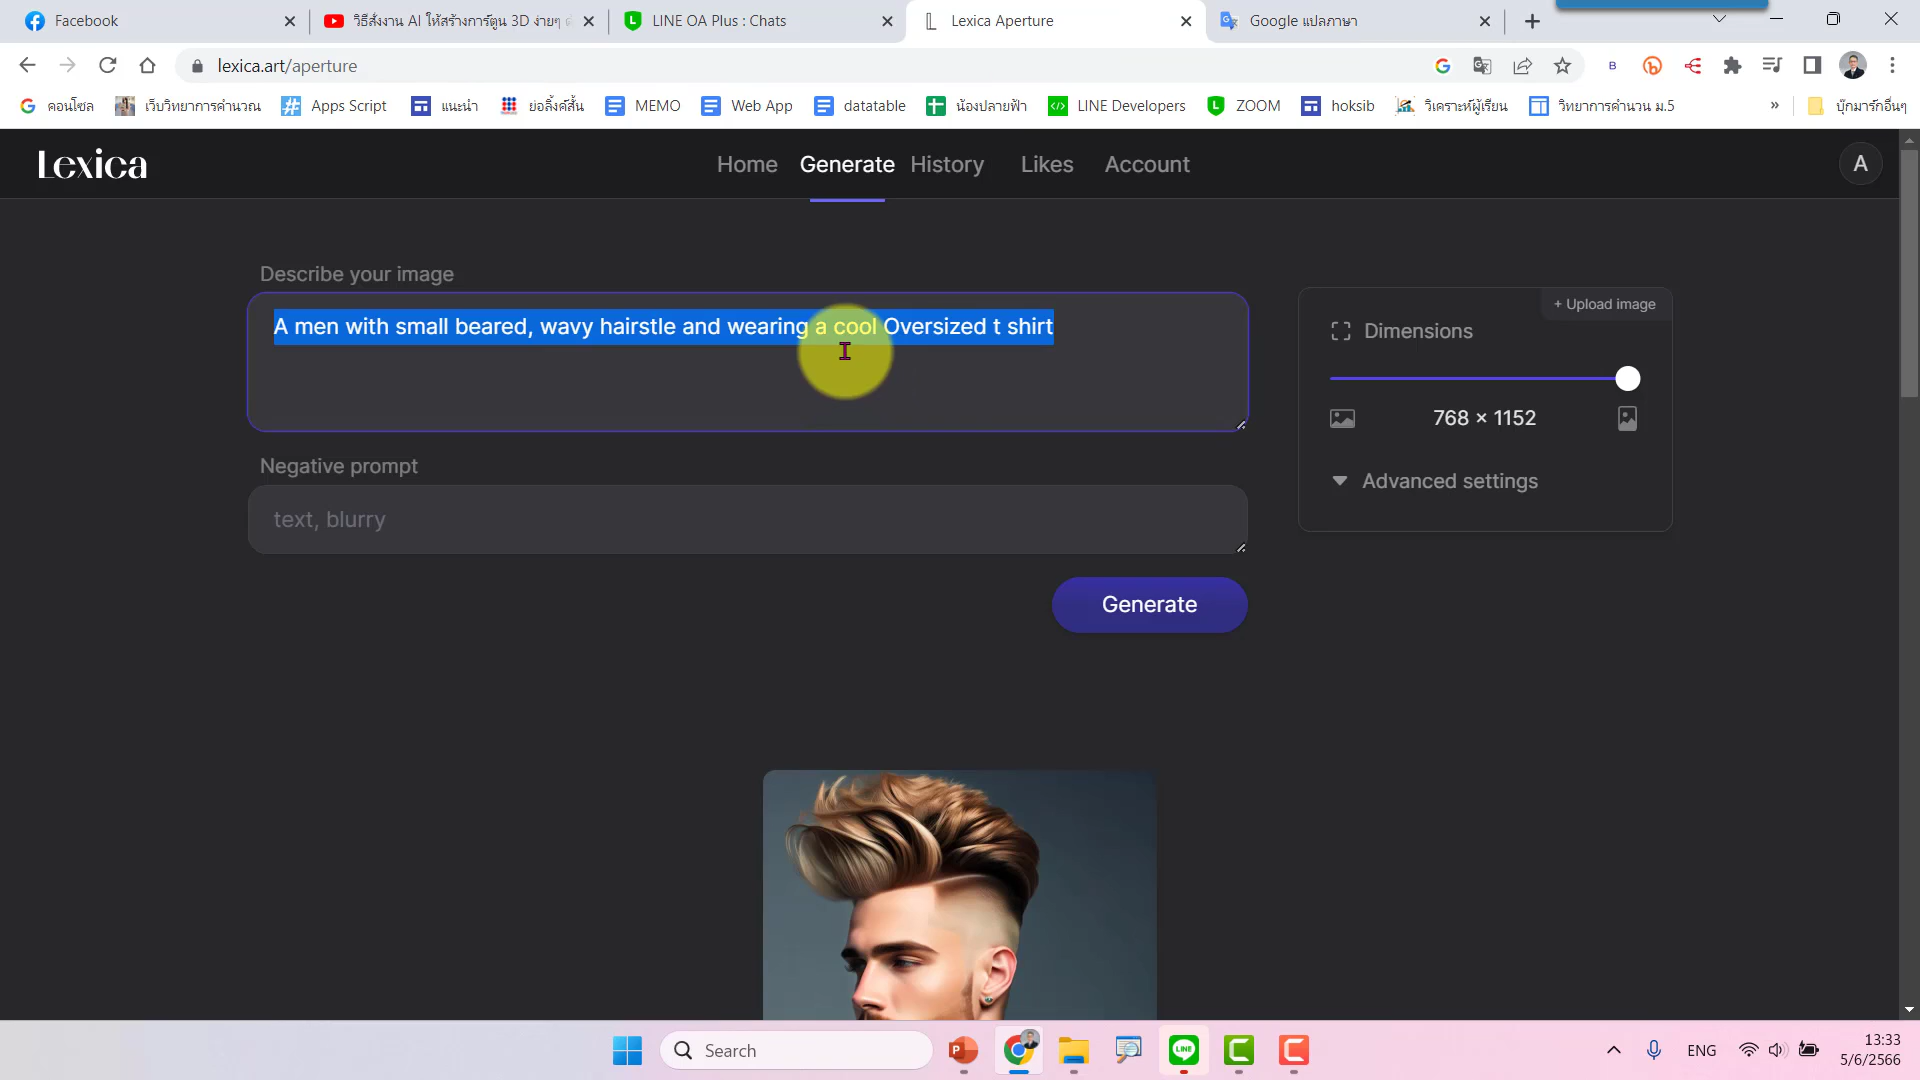 Facebook
วิธีสั่งงาน AI ให้สร้างการ์ตูน 3D ง่ายๆ
LINE OA Plus : Chats
Lexica Aperture
Google แปลภาษา
lexica.art/aperture
คอนโซล
เว็บวิทยาการคำนวณ
Apps Script
แนะนำ
ย่อลิ้งค์สั้น
MEMO
Web App
datatable
น้องปลายฟ้า
LINE Developers
ZOOM
hoksib
วิเคราะห์ผู้เรียน
วิทยาการคำนวน ม.5
»
บุ๊กมาร์กอื่นๆ
Lexica
Home
Generate
History
Likes
Account
A
Describe your image
A men with small beared, wavy hairstle and wearing a cool Oversized t shirt
+ Upload image
Dimensions
768 × 1152
Advanced settings
Negative prompt
text, blurry
Generate
Search
ENG
13:33
5/6/2566